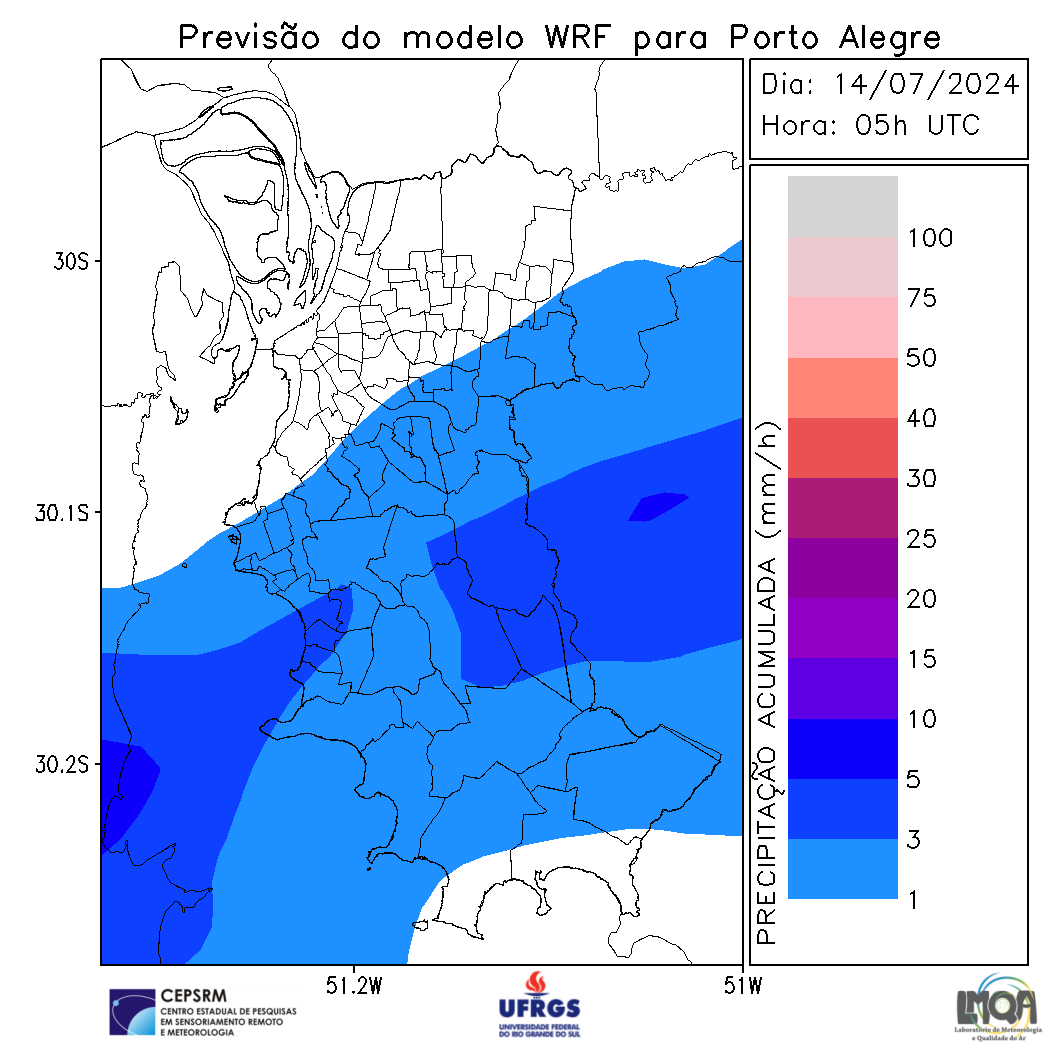 Previsão do modelo WRF para Porto Alegre
Dia: 14/07/2024
Hora: 05h UTC
30S
30.1S
30.2S
51.2W
51W
PRECIPITAÇÃO ACUMULADA (mm/h)
100
75
50
40
30
25
20
15
10
5
3
1
CEPSRM
CENTRO ESTADUAL DE PESQUISAS
EM SENSORIAMENTO REMOTO
E METEOROLOGIA
UFRGS
UNIVERSIDADE FEDERAL
DO RIO GRANDE DO SUL
LMQA
Laboratório de Meteorologia
e Qualidade do Ar